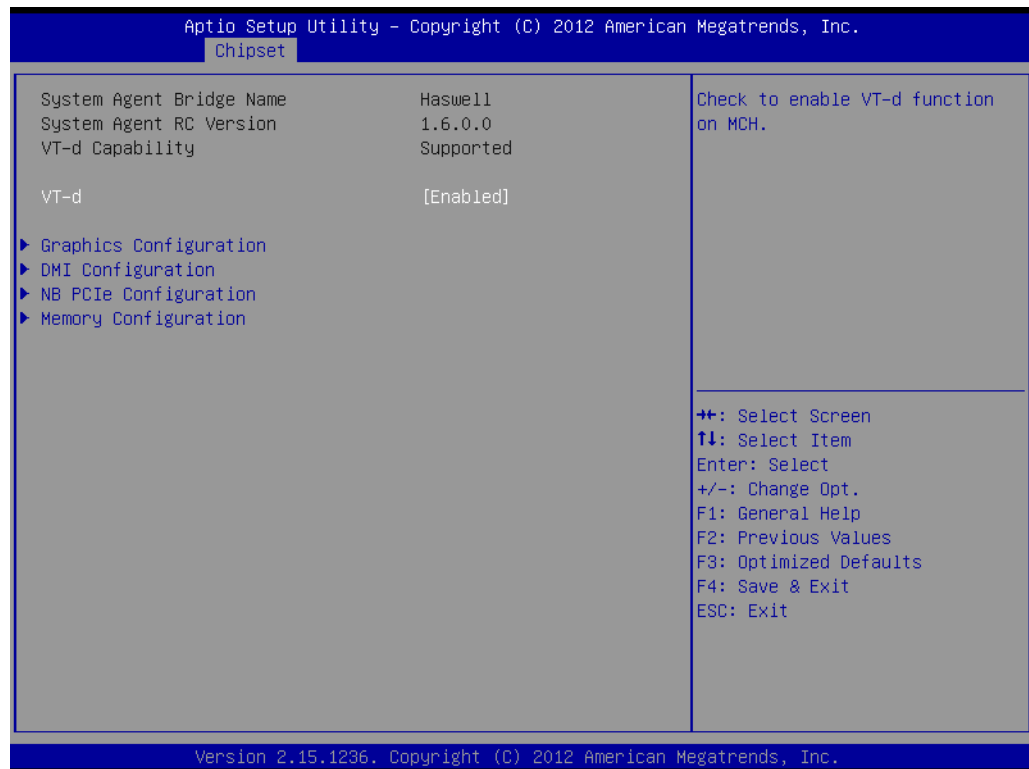 Aptio Setup Utility – Copyright (C) 2012 American Megatrends, Inc.
Chipset
System Agent Bridge Name Haswell
System Agent RC Version 1.6.0.0
VT-d Capability Supported
VT-d [Enabled]
Graphics Configuration
DMI Configuration
NB PCIe Configuration
Memory Configuration
Check to enable VT-d function
on MCH.
→←: Select Screen
↑↓: Select Item
Enter: Select
+/-: Change Opt.
F1: General Help
F2: Previous Values
F3: Optimized Defaults
F4: Save & Exit
ESC: Exit
Version 2.15.1236. Copyright (C) 2012 American Megatrends, Inc.